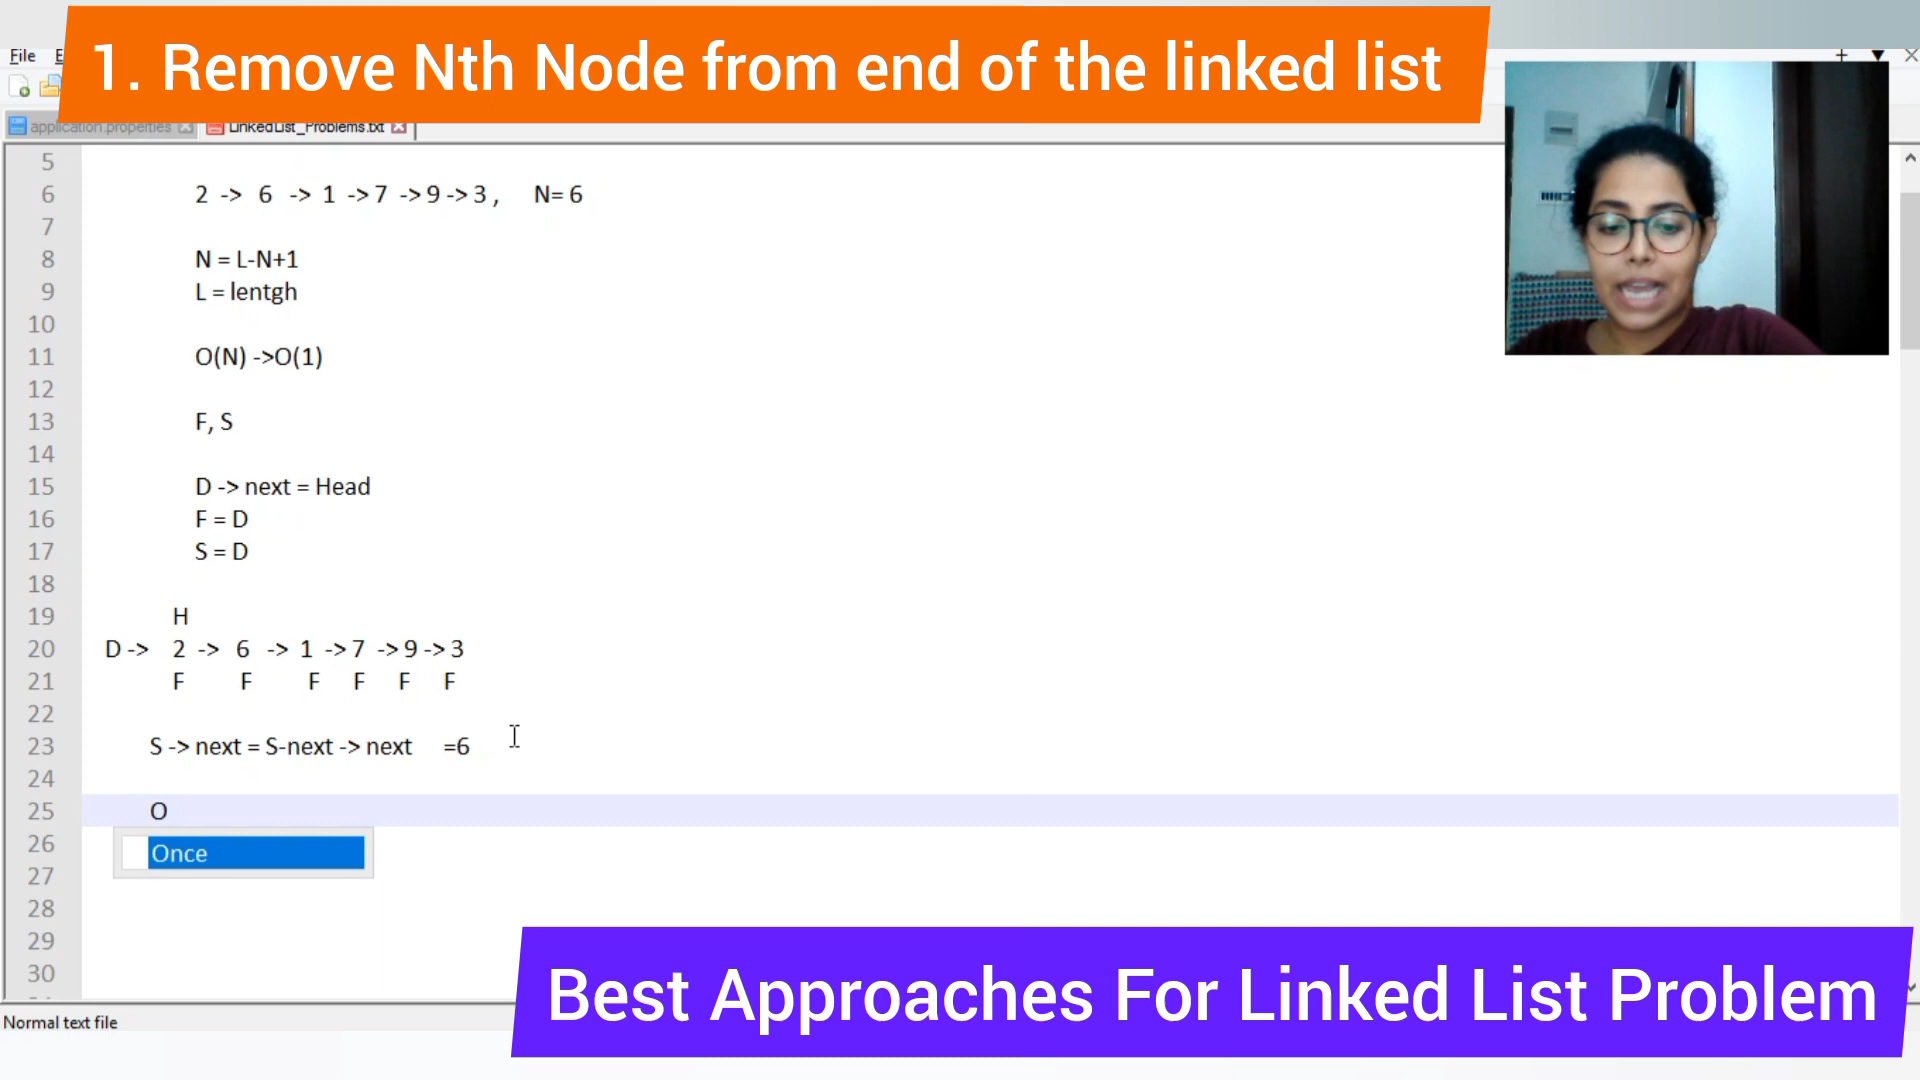 1. Remove Nth Node from end of the linked list
File
application.properties
LinkedList_Problems.txt
5
6 2 -> 6 -> 1 ->7 ->9 ->3 , N= 6
7
8 N = L-N+1
9 L = lentgh
10
11 O(N) ->O(1)
12
13 F, S
14
15 D -> next = Head
16 F = D
17 S = D
18
19 H
20 D -> 2 -> 6 -> 1 ->7 ->9 ->3
21 F F F F F F
22
23 S -> next = S-next -> next =6
24
25 O
26 Once
27
28
29
30
Best Approaches For Linked List Problem
Normal text file